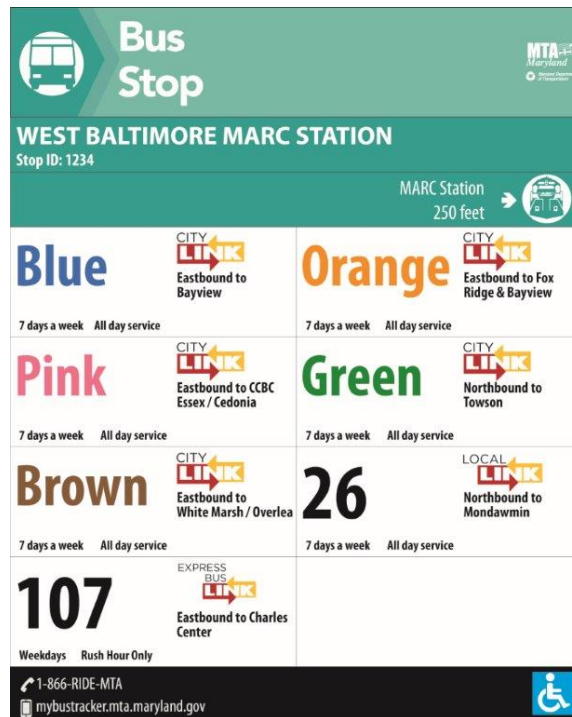 Bus
Stop
MTA
Maryland
WEST BALTIMORE MARC STATION
Stop ID: 1234
MARC Station
250 feet
Blue
CITY
LINK
Eastbound to
Bayview
7 days a week All day service
Orange
CITY
LINK
Eastbound to Fox
Ridge & Bayview
7 days a week All day service
Pink
CITY
LINK
Eastbound to CCBC
Essex / Cedonia
7 days a week All day service
Green
CITY
LINK
Northbound to
Towson
7 days a week All day service
Brown
CITY
LINK
Eastbound to
White Marsh / Overlea
7 days a week All day service
26
LOCAL
LINK
Northbound to
Mondawmin
7 days a week All day service
107
EXPRESS
BUS
LINK
Eastbound to Charles
Center
Weekdays Rush Hour Only
1-866-RIDE-MTA
mybustracker.mta.maryland.gov